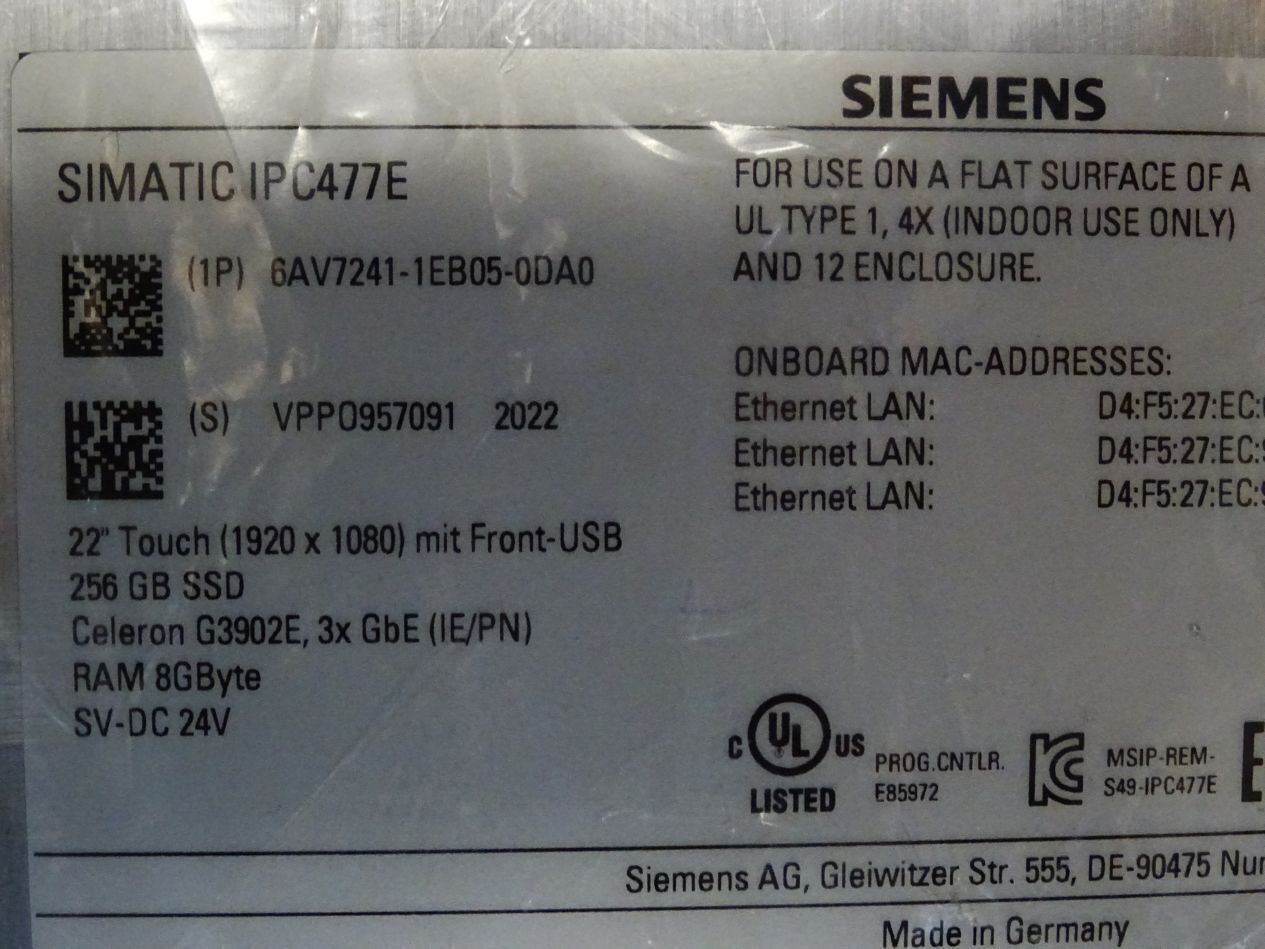 SIEMENS
SIMATIC IPC477E
(1P) 6AV7241-1EB05-0DA0
(S) VPPO957091 2022
22" Touch (1920 x 1080) mit Front-USB
256 GB SSD
Celeron G3902E, 3x GbE (IE/PN)
RAM 8GByte
SV-DC 24V
FOR USE ON A FLAT SURFACE OF A
UL TYPE 1, 4X (INDOOR USE ONLY)
AND 12 ENCLOSURE.
ONBOARD MAC-ADDRESSES:
Ethernet LAN: D4:F5:27:EC:
Ethernet LAN: D4:F5:27:EC:
Ethernet LAN: D4:F5:27:EC:
C UL US
LISTED
PROG.CNTLR.
E85972
MSIP-REM-
S49-IPC477E
Siemens AG, Gleiwitzer Str. 555, DE-90475
Made in Germany